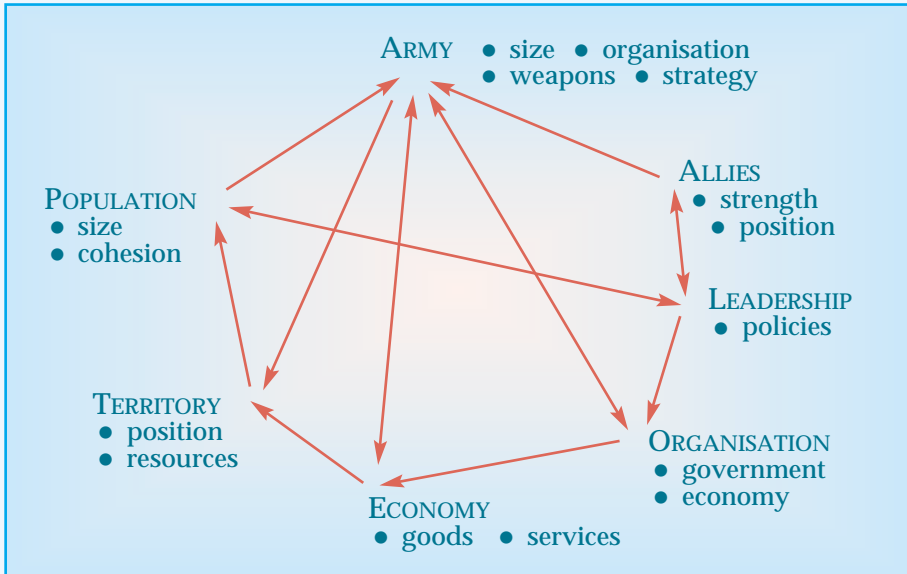 ARMY • size • organisation
• weapons • strategy
ALLIES
• strength
• position
POPULATION
• size
• cohesion
LEADERSHIP
• policies
TERRITORY
• position
• resources
ORGANISATION
• government
• economy
ECONOMY
• goods • services